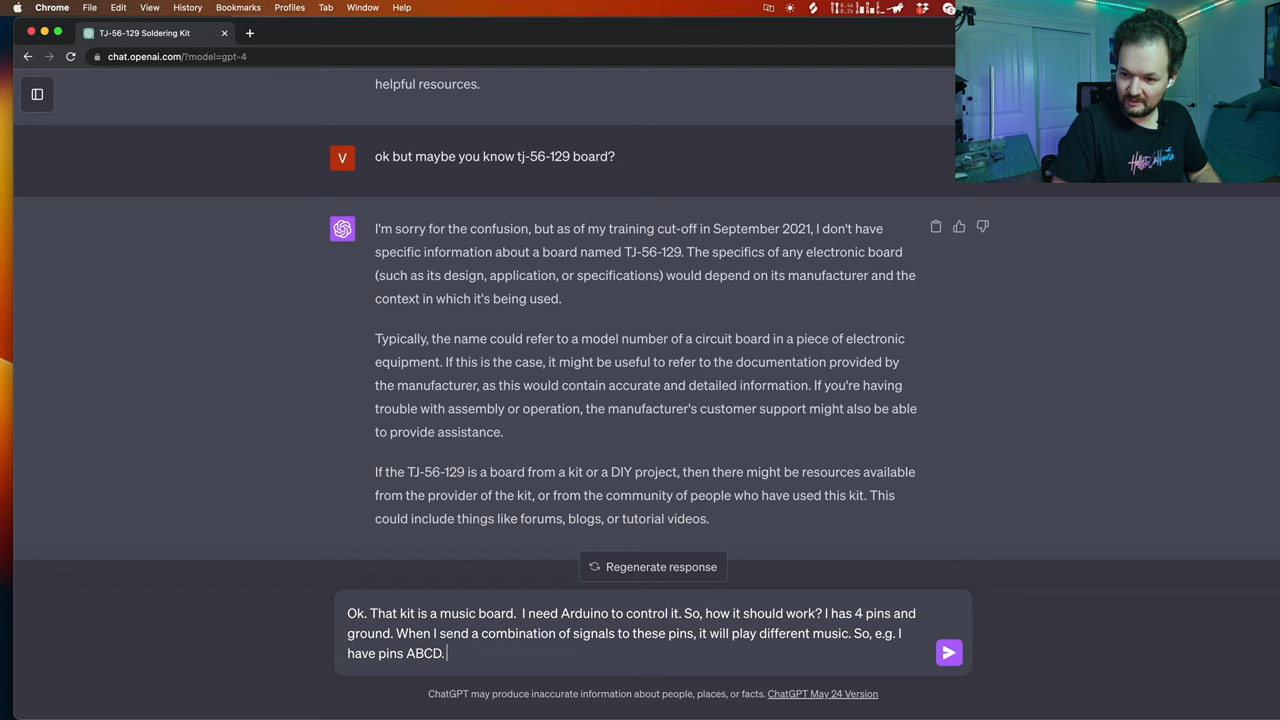 Chrome File Edit View History Bookmarks Profiles Tab Window Help
TJ-56-129 Soldering Kit
chat.openai.com/?model=gpt-4
helpful resources.
V
ok but maybe you know tj-56-129 board?
I'm sorry for the confusion, but as of my training cut-off in September 2021, I don't have
specific information about a board named TJ-56-129. The specifics of any electronic board
(such as its design, application, or specifications) would depend on its manufacturer and the
context in which it's being used.
Typically, the name could refer to a model number of a circuit board in a piece of electronic
equipment. If this is the case, it might be useful to refer to the documentation provided by
the manufacturer, as this would contain accurate and detailed information. If you're having
trouble with assembly or operation, the manufacturer's customer support might also be able
to provide assistance.
If the TJ-56-129 is a board from a kit or a DIY project, then there might be resources available
from the provider of the kit, or from the community of people who have used this kit. This
could include things like forums, blogs, or tutorial videos.
Regenerate response
Ok. That kit is a music board. I need Arduino to control it. So, how it should work? I has 4 pins and
ground. When I send a combination of signals to these pins, it will play different music. So, e.g. I
have pins ABCD.
ChatGPT may produce inaccurate information about people, places, or facts. ChatGPT May 24 Version